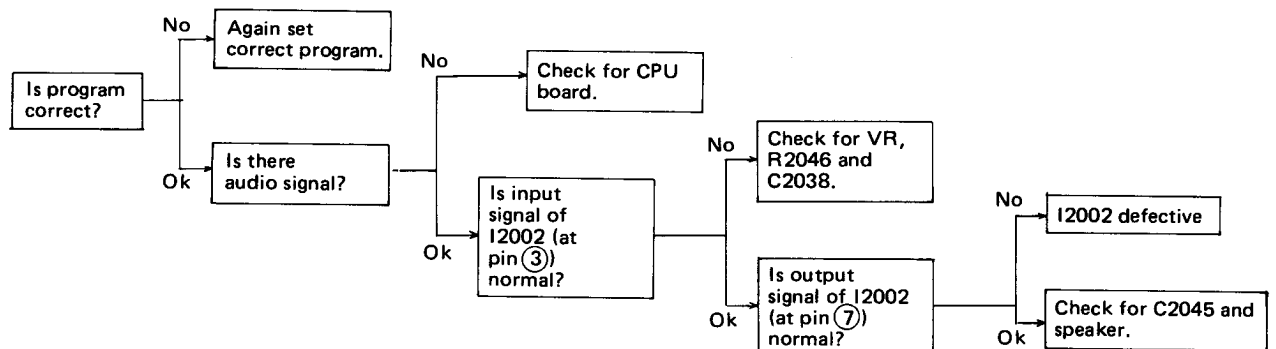 No
Again set
correct program.
Is program
correct?
Ok
Is there
audio signal?
No
Check for CPU
board.
Ok
Is input
signal of
I2002 (at
pin ③)
normal?
No
Check for VR,
R2046 and
C2038.
Ok
Is output
signal of I2002
(at pin ⑦)
normal?
No
I2002 defective
Ok
Check for C2045 and
speaker.